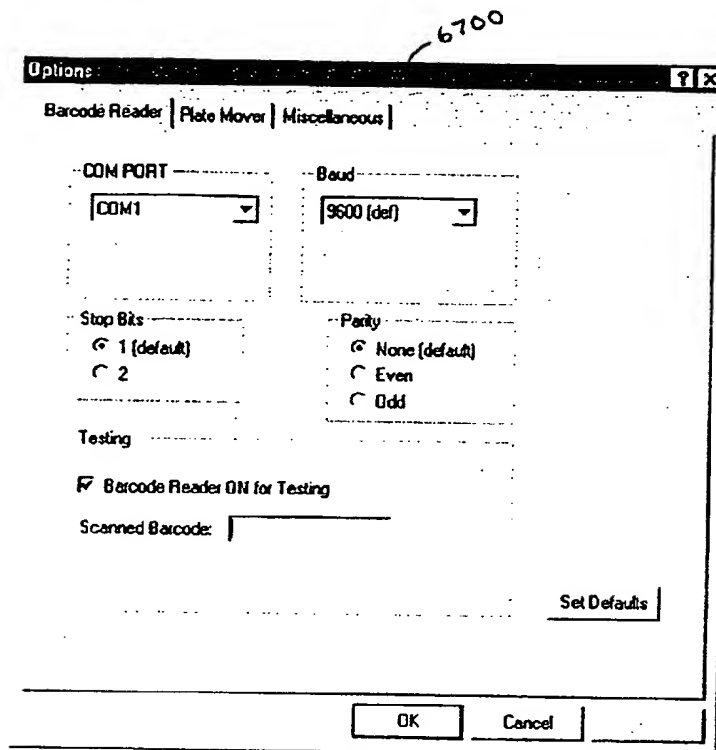 6700
Options
Barcode Reader Plate Mover Miscellaneous
COM PORT Baud
COM1 9600 (def)
Stop Bits Parity
1 (default) None (default)
2 Even
Odd
Testing
Barcode Reader ON for Testing
Scanned Barcode:
Set Defaults
OK Cancel